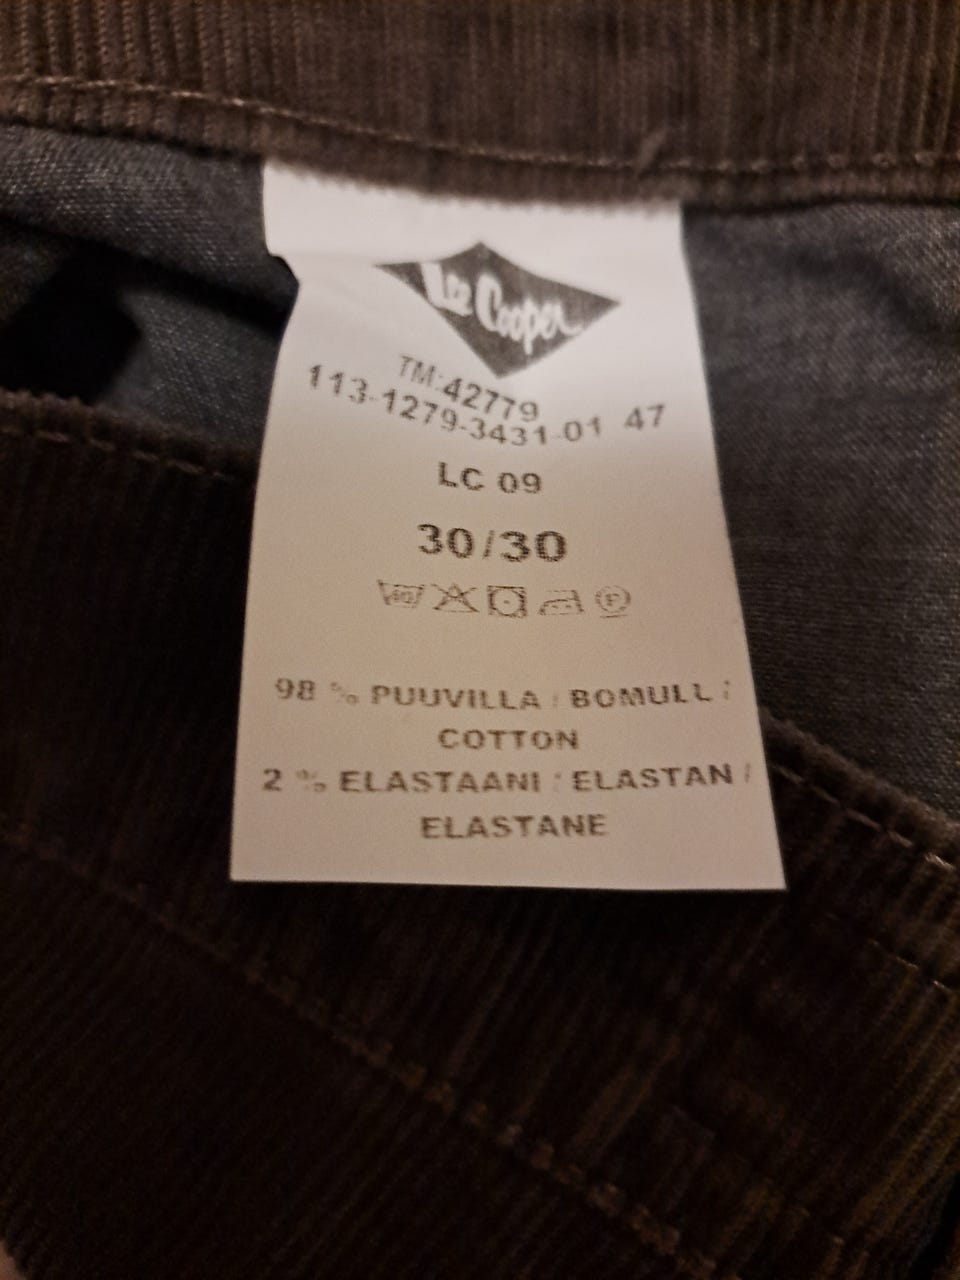 Lee Cooper
TM:42779
113-1279-3431-01 47
LC 09
30/30
40 P
98 % PUUVILLA / BOMULL /
COTTON
2 % ELASTAANI / ELASTAN /
ELASTANE